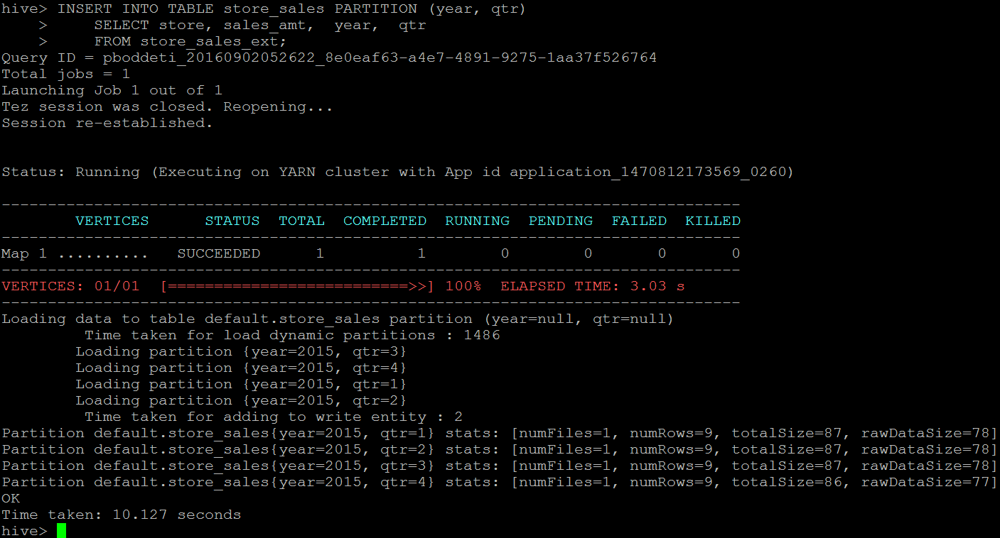 hive> INSERT INTO TABLE store_sales PARTITION (year, qtr)
    >     SELECT store, sales_amt,  year,  qtr
    >     FROM store_sales_ext;
Query ID = pboddeti_20160902052622_8e0eaf63-a4e7-4891-9275-1aa37f526764
Total jobs = 1
Launching Job 1 out of 1
Tez session was closed. Reopening...
Session re-established.
Status: Running (Executing on YARN cluster with App id application_1470812173569_0260)
--------------------------------------------------------------------------------
        VERTICES      STATUS  TOTAL  COMPLETED  RUNNING  PENDING  FAILED  KILLED
--------------------------------------------------------------------------------
Map 1 ..........   SUCCEEDED      1          1        0        0       0       0
--------------------------------------------------------------------------------
VERTICES: 01/01  [==========================>>] 100%  ELAPSED TIME: 3.03 s
--------------------------------------------------------------------------------
Loading data to table default.store_sales partition (year=null, qtr=null)
         Time taken for load dynamic partitions : 1486
        Loading partition {year=2015, qtr=3}
        Loading partition {year=2015, qtr=4}
        Loading partition {year=2015, qtr=1}
        Loading partition {year=2015, qtr=2}
         Time taken for adding to write entity : 2
Partition default.store_sales{year=2015, qtr=1} stats: [numFiles=1, numRows=9, totalSize=87, rawDataSize=78]
Partition default.store_sales{year=2015, qtr=2} stats: [numFiles=1, numRows=9, totalSize=87, rawDataSize=78]
Partition default.store_sales{year=2015, qtr=3} stats: [numFiles=1, numRows=9, totalSize=87, rawDataSize=78]
Partition default.store_sales{year=2015, qtr=4} stats: [numFiles=1, numRows=9, totalSize=86, rawDataSize=77]
OK
Time taken: 10.127 seconds
hive>